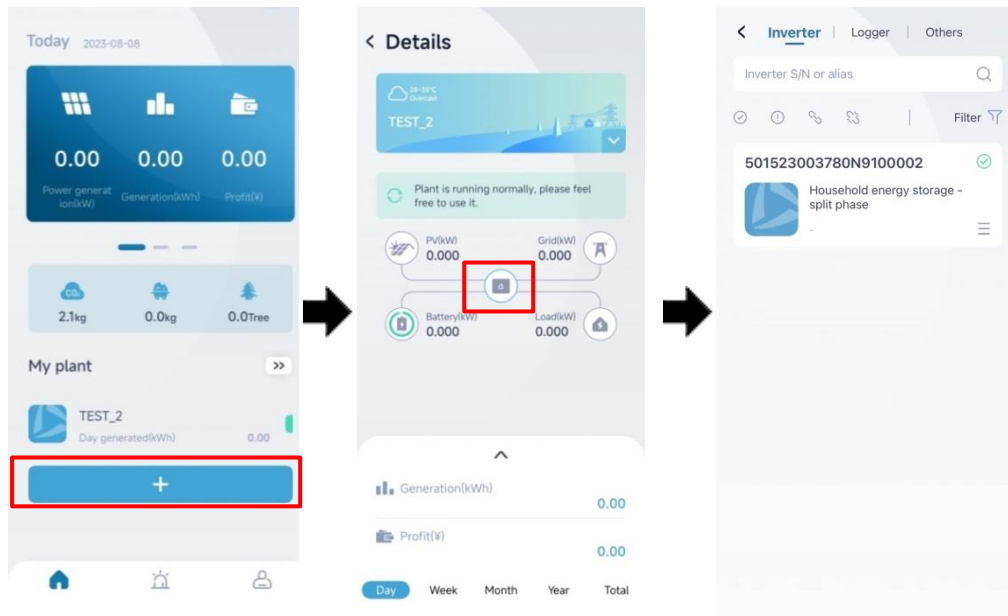 Today 2023-08-08
0.00 0.00 0.00
Power generat
ion(kW)
Generation(kWh)
Profit(¥)
CO₂
2.1kg 0.0kg 0.0Tree
My plant
TEST_2
Day generated(kWh) 0.00
+
Details
28~35°C
Overcast
TEST_2
Plant is running normally, please feel
free to use it.
PV(kW)
0.000
Grid(kW)
0.000
Battery(kW)
0.000
Load(kW)
0.000
Generation(kWh)
0.00
Profit(¥)
0.00
Day Week Month Year Total
Inverter | Logger | Others
Inverter S/N or alias
Filter
501523003780N9100002
Household energy storage -
split phase
-